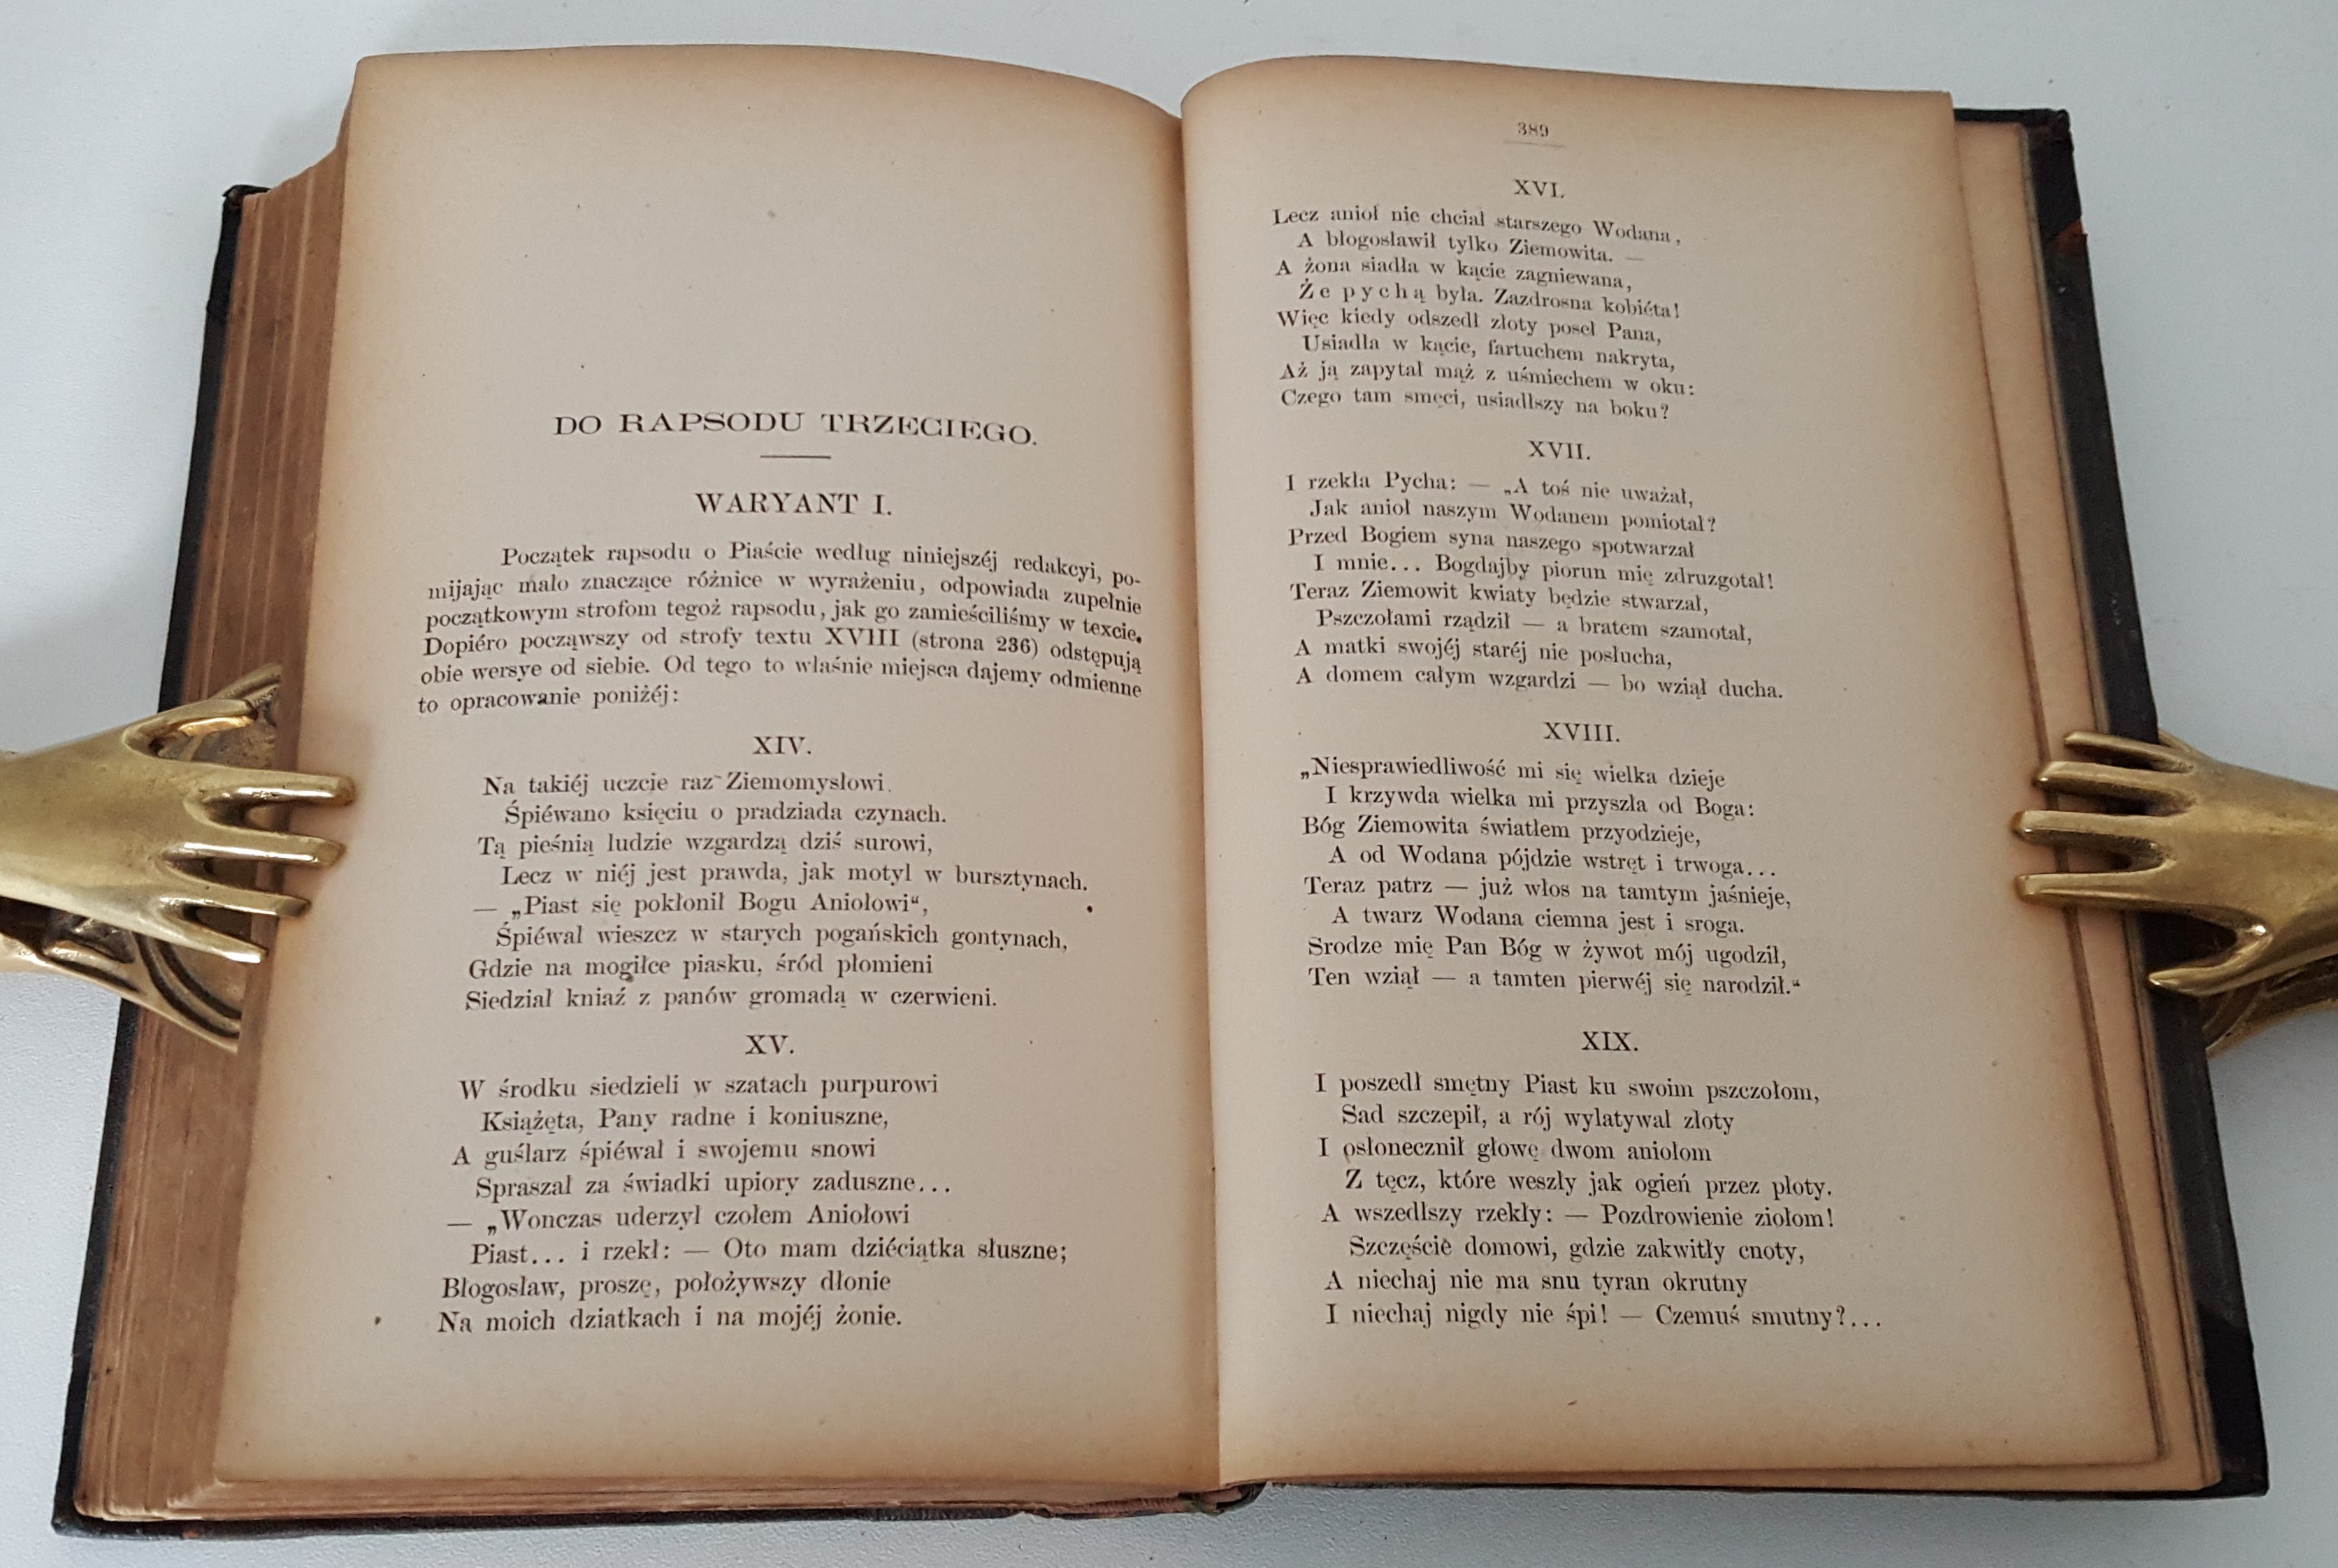 DO RAPSODU TRZECIEGO.
WARYANT I.
Początek rapsodu o Piaście według niniejszéj redakcyi, po-
mijając mało znaczące różnice w wyrażeniu, odpowiada zupełnie
początkowym strofom tegoż rapsodu, jak go zamieściliśmy w texcie.
Dopiéro począwszy od strofy textu XVIII (strona 236) odstępują
obie wersye od siebie. Od tego to właśnie miejsca dajemy odmienne
to opracowanie poniżéj:
XIV.
Na takiéj uczcie raz Ziemomysłowi
Śpiéwano księciu o pradziada czynach.
Tą pieśnią ludzie wzgardzą dziś surowi,
Lecz w niéj jest prawda, jak motyl w bursztynach.
— „Piast się pokłonił Bogu Aniołowi“,
Śpiéwał wieszcz w starych pogańskich gontynach,
Gdzie na mogiłce piasku, śród płomieni
Siedział kniaź z panów gromadą w czerwieni.
XV.
W środku siedzieli w szatach purpurowi
Książęta, Pany radne i koniuszne,
A guślarz śpiéwał i swojemu snowi
Spraszał za świadki upiory zaduszne...
— „Wonczas uderzył czołem Aniołowi
Piast... i rzekł: — Oto mam dziéciątka słuszne;
Błogosław, proszę, położywszy dłonie
Na moich dziatkach i na mojéj żonie.
389
XVI.
Lecz anioł nie chciał starszego Wodana,
A błogosławił tylko Ziemowita. —
A żona siadła w kącie zagniewana,
Że pychą była. Zazdrosna kobiéta!
Więc kiedy odszedł złoty poseł Pana,
Usiadła w kącie, fartuchem nakryta,
Aż ją zapytał mąż z uśmiechem w oku:
Czego tam smęci, usiadłszy na boku?
XVII.
I rzekła Pycha: — „A toś nie uważał,
Jak anioł naszym Wodanem pomiotał?
Przed Bogiem syna naszego spotwarzał
I mnie... Bogdajby piorun mię zdruzgotał!
Teraz Ziemowit kwiaty będzie stwarzał,
Pszczołami rządził — a bratem szamotał,
A matki swojéj staréj nie posłucha,
A domem całym wzgardzi — bo wziął ducha.
XVIII.
„Niesprawiedliwość mi się wielka dzieje
I krzywda wielka mi przyszła od Boga:
Bóg Ziemowita światłem przyodzieje,
A od Wodana pójdzie wstręt i trwoga...
Teraz patrz — już włos na tamtym jaśnieje,
A twarz Wodana ciemna jest i sroga.
Srodze mię Pan Bóg w żywot mój ugodził,
Ten wziął — a tamten pierwéj się narodził.“
XIX.
I poszedł smętny Piast ku swoim pszczołom,
Sad szczepił, a rój wylatywał złoty
I osłonecznił głowę dwom aniołom
Z tęcz, które weszły jak ogień przez płoty.
A wszedłszy rzekły: — Pozdrowienie ziołom!
Szczęście domowi, gdzie zakwitły cnoty,
A niechaj nie ma snu tyran okrutny
I niechaj nigdy nie śpi! — Czemuś smutny?...